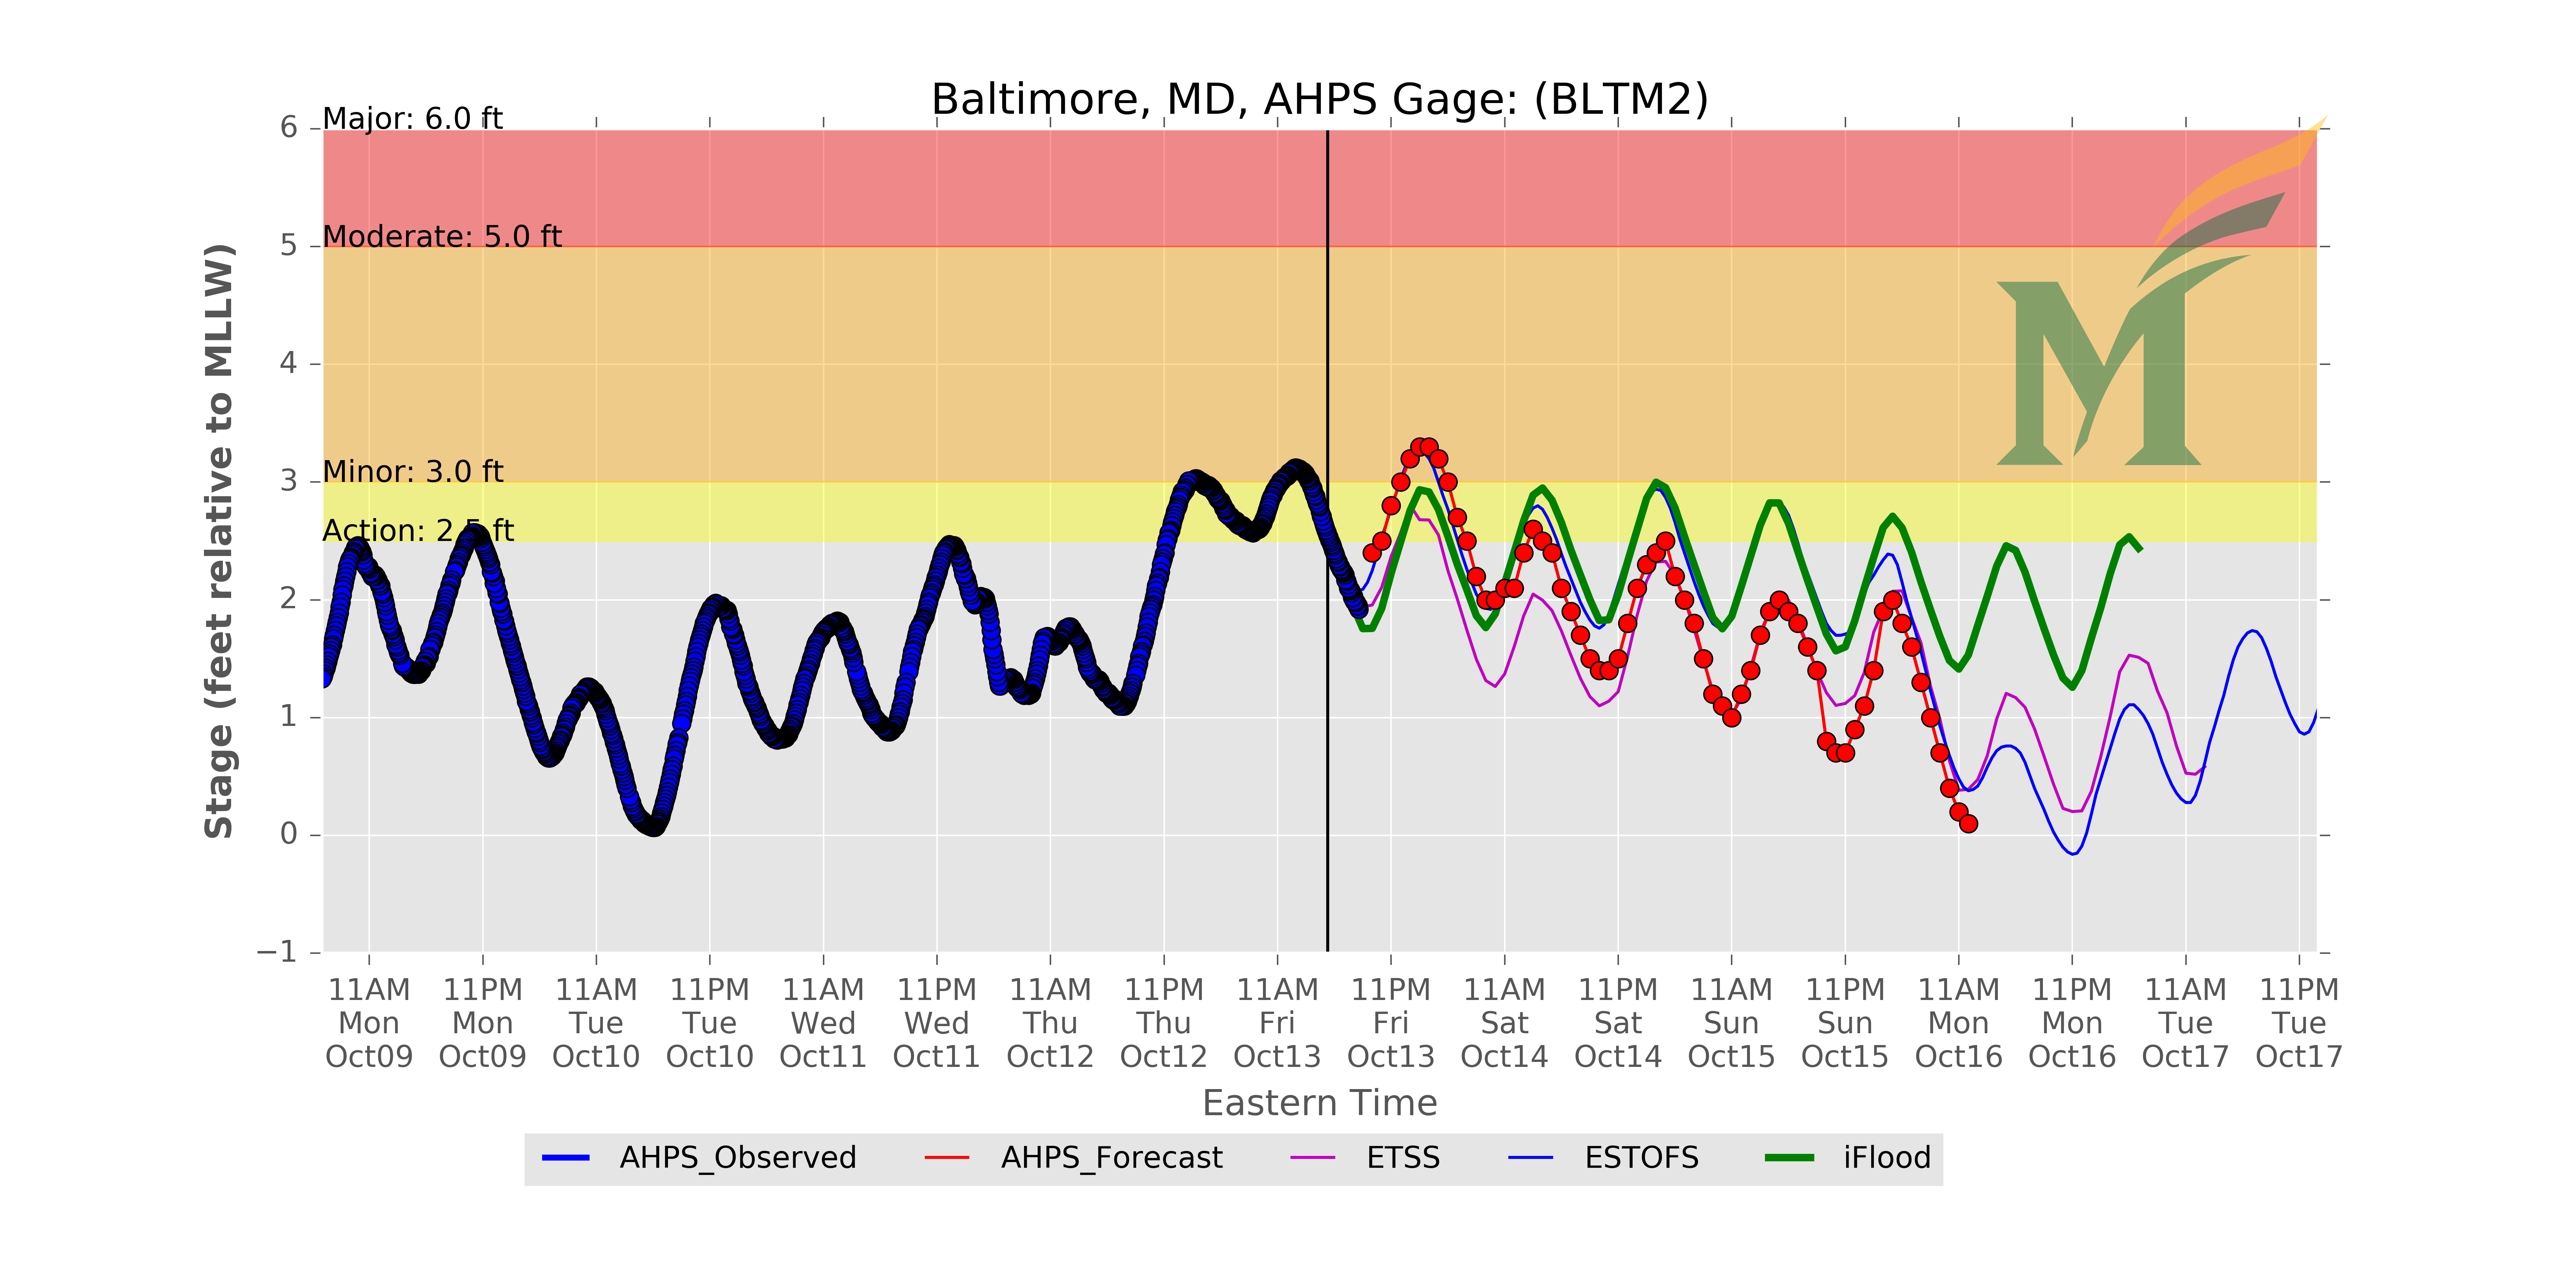 Baltimore, MD, AHPS Gage: (BLTM2)
Major: 6.0 ft
Moderate: 5.0 ft
Minor: 3.0 ft
Action: 2.5 ft
Stage (feet relative to MLLW)
6
5
4
3
2
1
0
−1
11AM 11PM 11AM 11PM 11AM 11PM 11AM 11PM 11AM 11PM 11AM 11PM 11AM 11PM 11AM 11PM 11AM 11PM
Mon Mon Tue Tue Wed Wed Thu Thu Fri Fri Sat Sat Sun Sun Mon Mon Tue Tue
Oct09 Oct09 Oct10 Oct10 Oct11 Oct11 Oct12 Oct12 Oct13 Oct13 Oct14 Oct14 Oct15 Oct15 Oct16 Oct16 Oct17 Oct17
Eastern Time
AHPS_Observed AHPS_Forecast ETSS ESTOFS iFlood
M